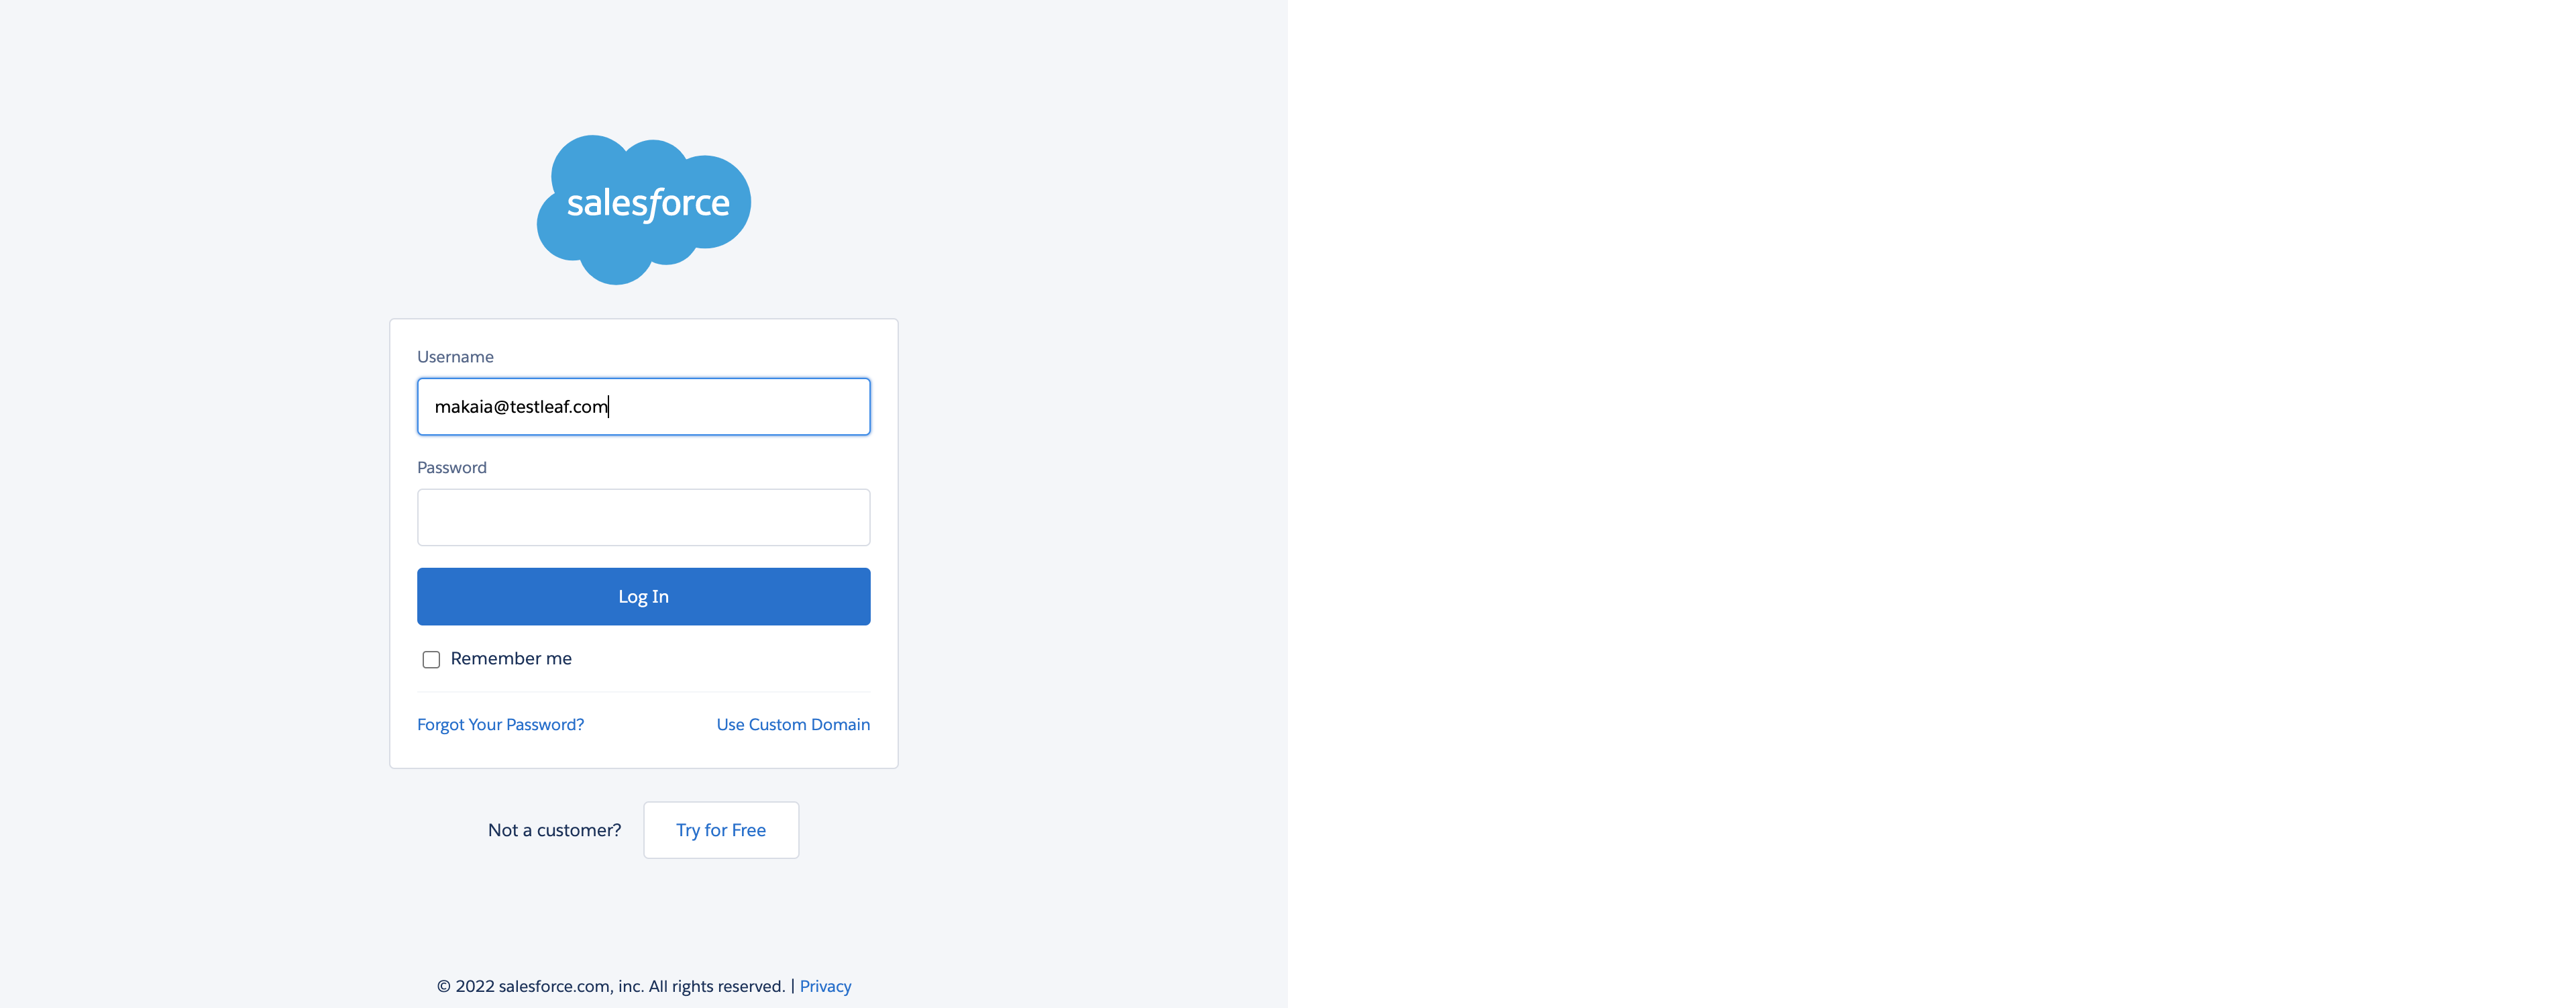 salesforce
Username
makaia@testleaf.com
Password
Log In
Remember me
Forgot Your Password? Use Custom Domain
Not a customer? Try for Free
© 2022 salesforce.com, inc. All rights reserved. | Privacy